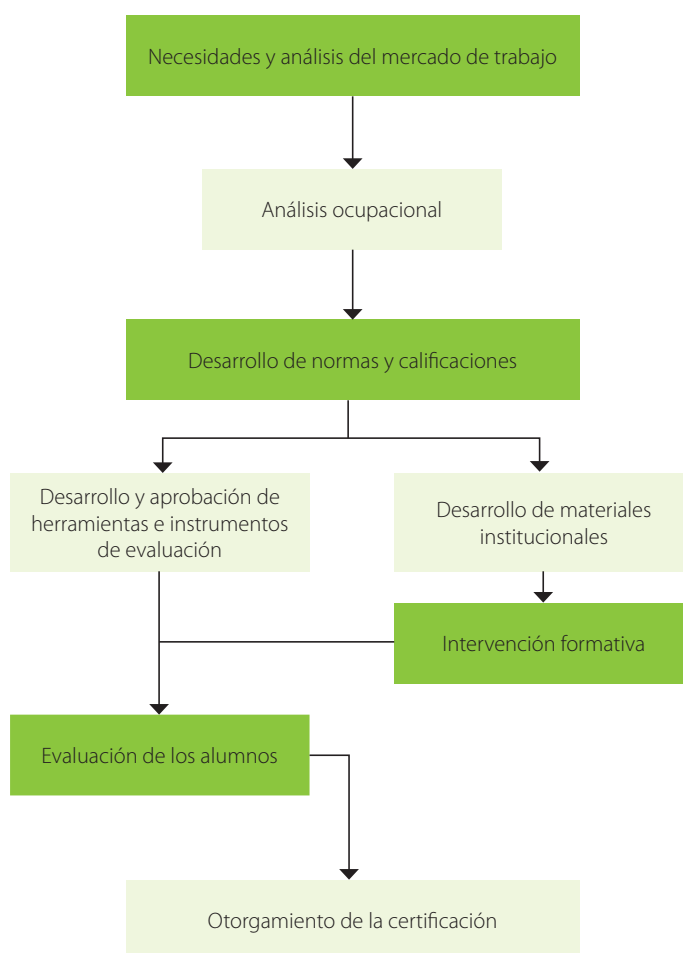 Necesidades y análisis del mercado de trabajo
Análisis ocupacional
Desarrollo de normas y calificaciones
Desarrollo y aprobación de
herramientas e instrumentos
de evaluación
Desarrollo de materiales
institucionales
Intervención formativa
Evaluación de los alumnos
Otorgamiento de la certificación